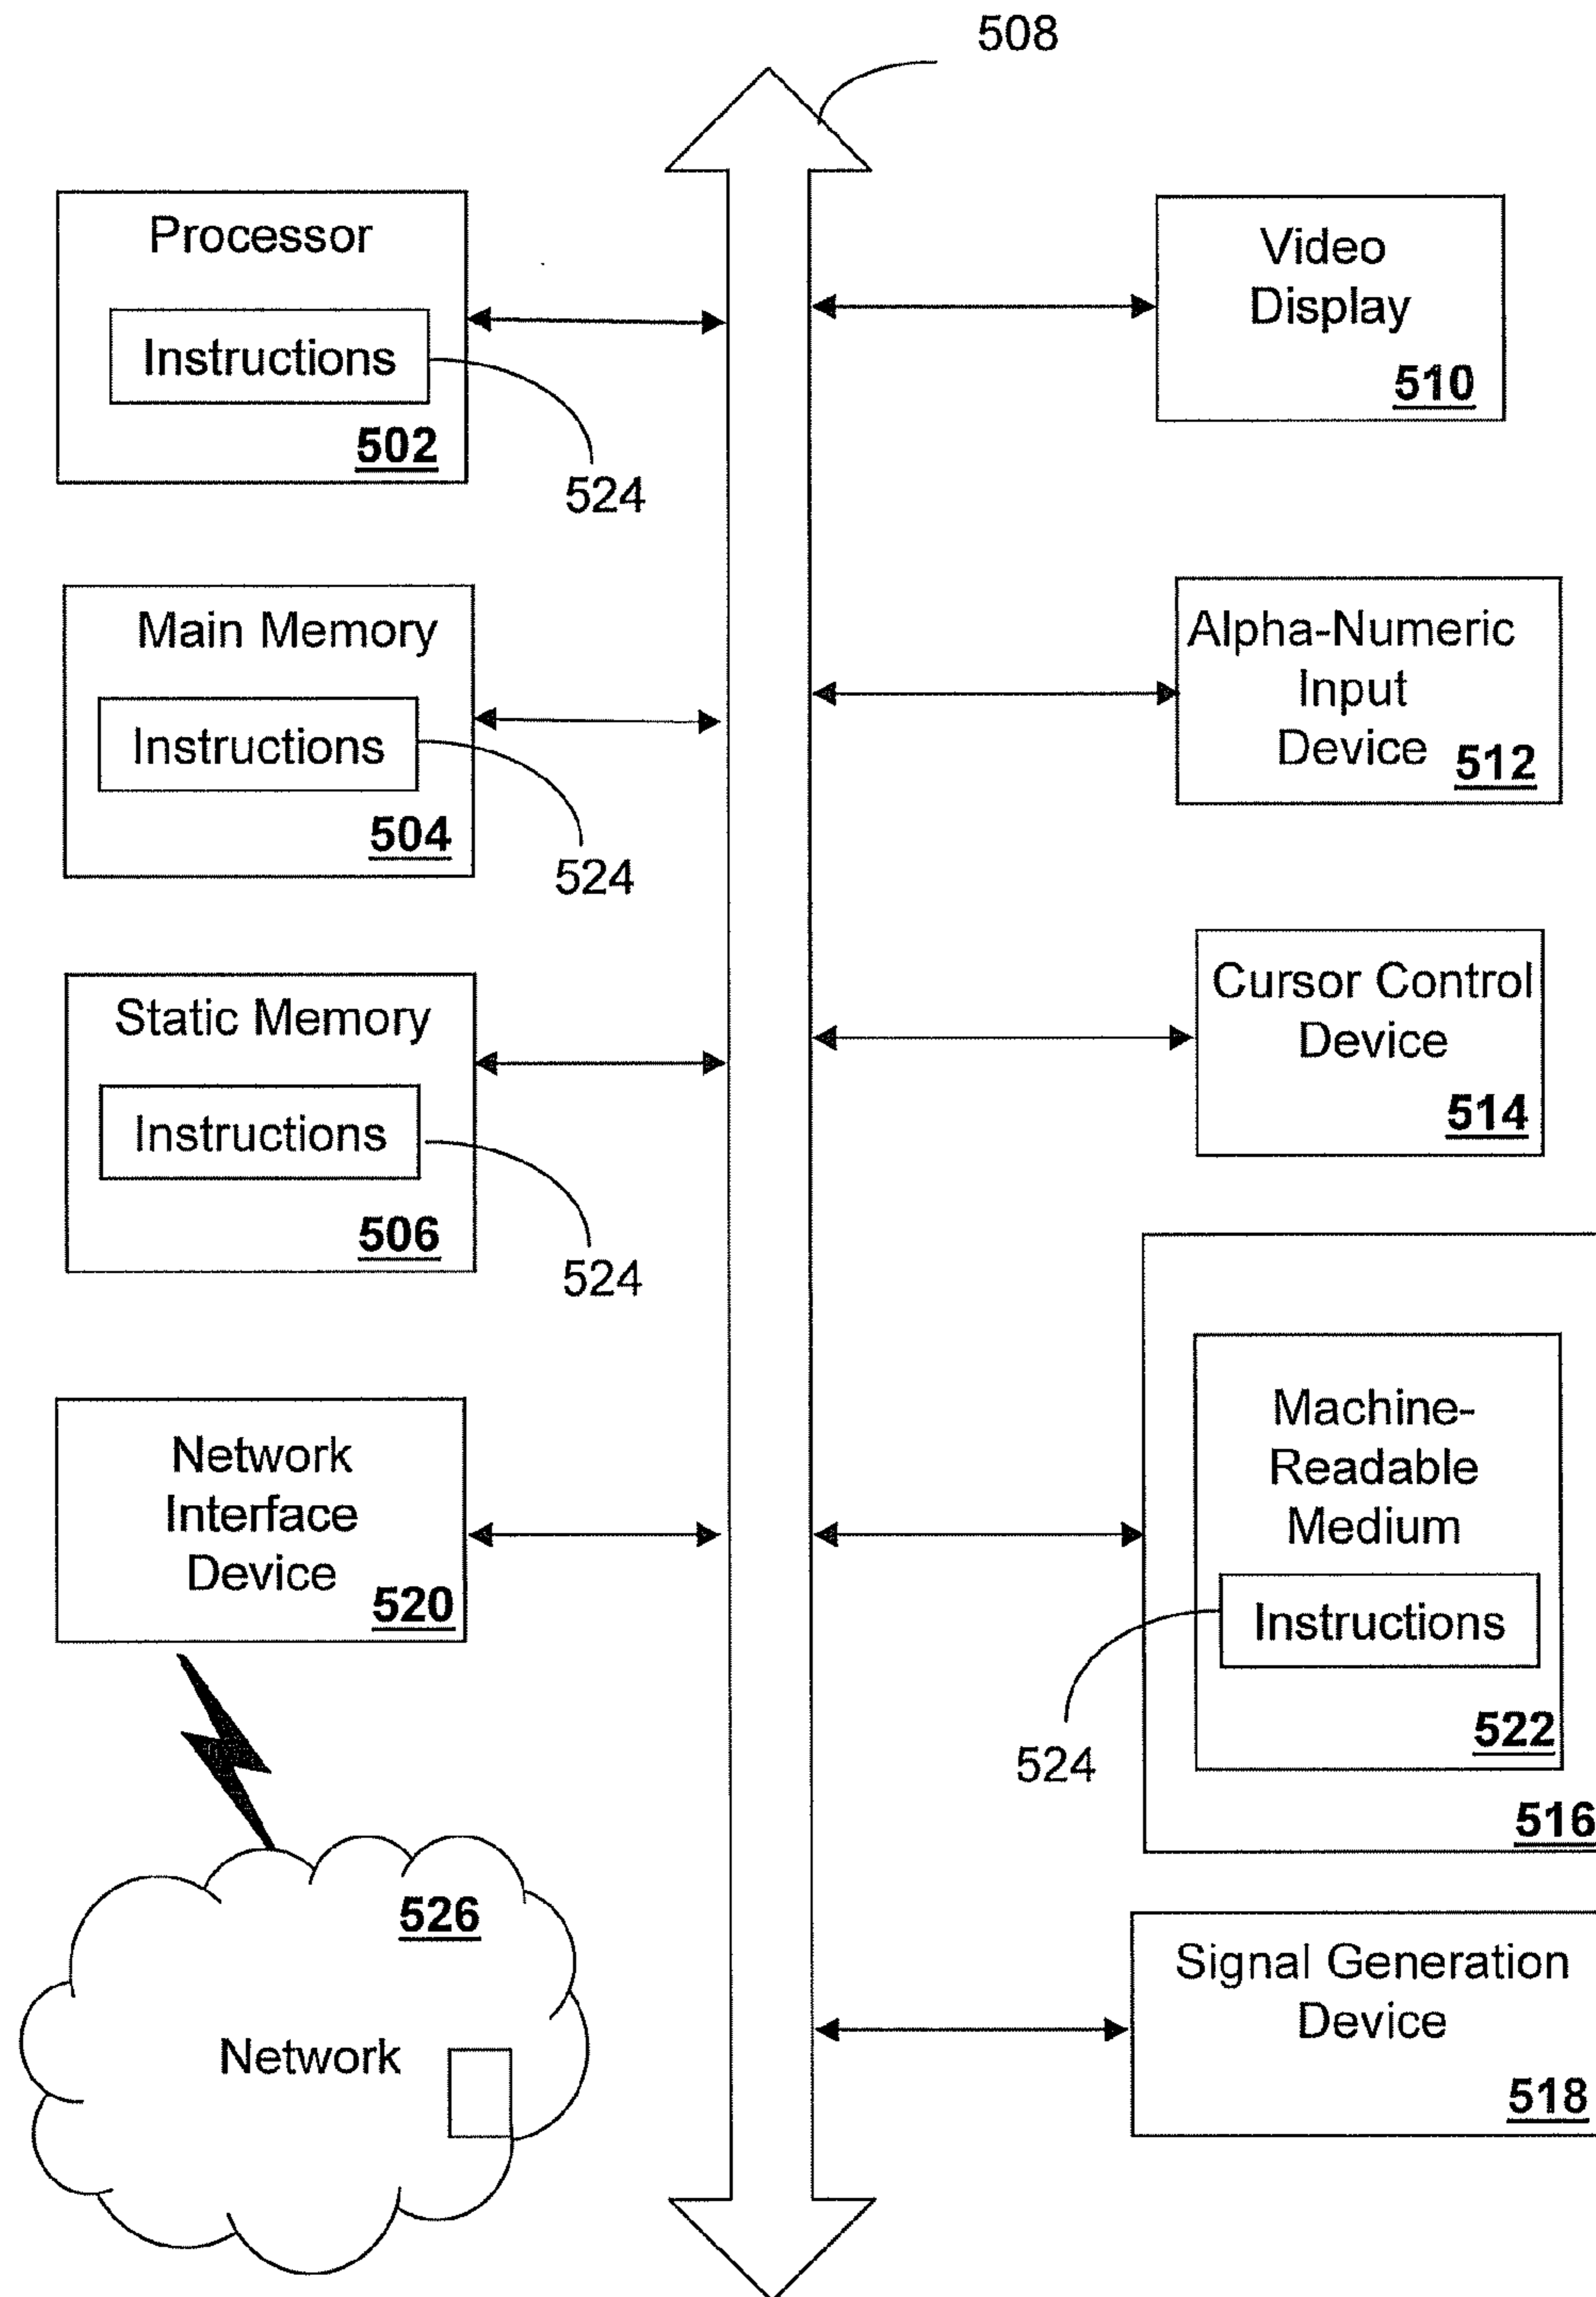 508
Processor
Instructions
502
524
Main Memory
Instructions
504
524
Static Memory
Instructions
506
524
Network
Interface
Device
520
526
Network
Video
Display
510
Alpha-Numeric
Input
Device
512
Cursor Control
Device
514
Machine-
Readable
Medium
Instructions
522
524
516
Signal Generation
Device
518